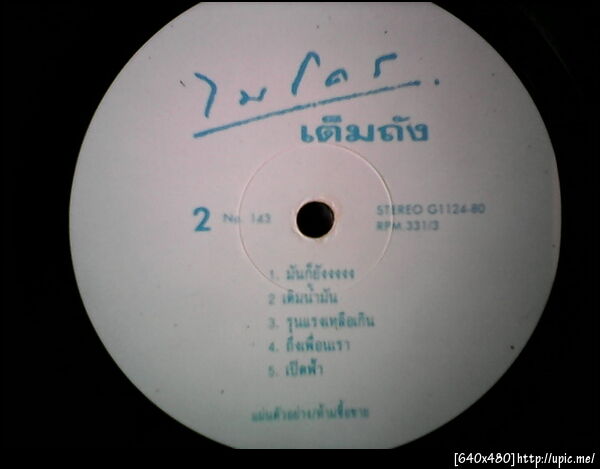 ไมโคร
เต็มถัง
2 No. 143
STEREO G1124-80
RPM.331/3
1. มันก็ยังงงงงง
2 เติมน้ำมัน
3. รุนแรงเหลือเกิน
4. ถึงเพื่อนเรา
5. เปิดฟ้า
แผ่นตัวอย่าง/ห้ามซื้อขาย
[640x480]http://upic.me/